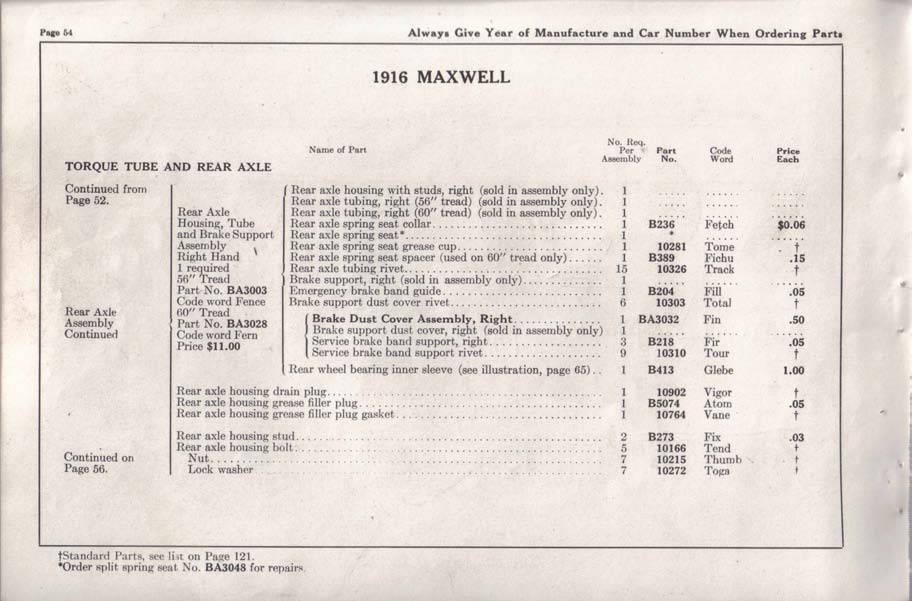 Page 54 Always Give Year of Manufacture and Car Number When Ordering Parts
1916 MAXWELL
Name of Part No. Req. Per Assembly Part No. Code Word Price Each
TORQUE TUBE AND REAR AXLE
Continued from
Page 52.
Rear Axle
Assembly
Continued
Continued on
Page 56.
Rear Axle
Housing, Tube
and Brake Support
Assembly
Right Hand
1 required
56″ Tread
Part No. BA3003
Code word Fence
60″ Tread
Part No. BA3028
Code word Fern
Price $11.00
Rear axle housing with studs, right (sold in assembly only). 1 ..... ...... ......
Rear axle tubing, right (56″ tread) (sold in assembly only). 1 ..... ...... ......
Rear axle tubing, right (60″ tread) (sold in assembly only). 1 ..... ...... ......
Rear axle spring seat collar 1 B236 Fetch $0.06
Rear axle spring seat* 1 * ...... ......
Rear axle spring seat grease cup 1 10281 Tome †
Rear axle spring seat spacer (used on 60″ tread only) 1 B389 Fichu .15
Rear axle tubing rivet 15 10326 Track †
Brake support, right (sold in assembly only) 1 ..... ...... ......
Emergency brake band guide 1 B204 Fill .05
Brake support dust cover rivet 6 10303 Total †
Brake Dust Cover Assembly, Right 1 BA3032 Fin .50
Brake support dust cover, right (sold in assembly only) 1 ..... ...... ......
Service brake band support, right 3 B218 Fir .05
Service brake band support rivet 9 10310 Tour †
Rear wheel bearing inner sleeve (see illustration, page 65) 1 B413 Glebe 1.00
Rear axle housing drain plug 1 10902 Vigor †
Rear axle housing grease filler plug 1 B5074 Atom .05
Rear axle housing grease filler plug gasket 1 10764 Vane †
Rear axle housing stud 2 B273 Fix .03
Rear axle housing bolt 5 10166 Tend †
Nut 7 10215 Thumb †
Lock washer 7 10272 Toga †
†Standard Parts, see list on Page 121.
*Order split spring seat No. BA3048 for repairs.